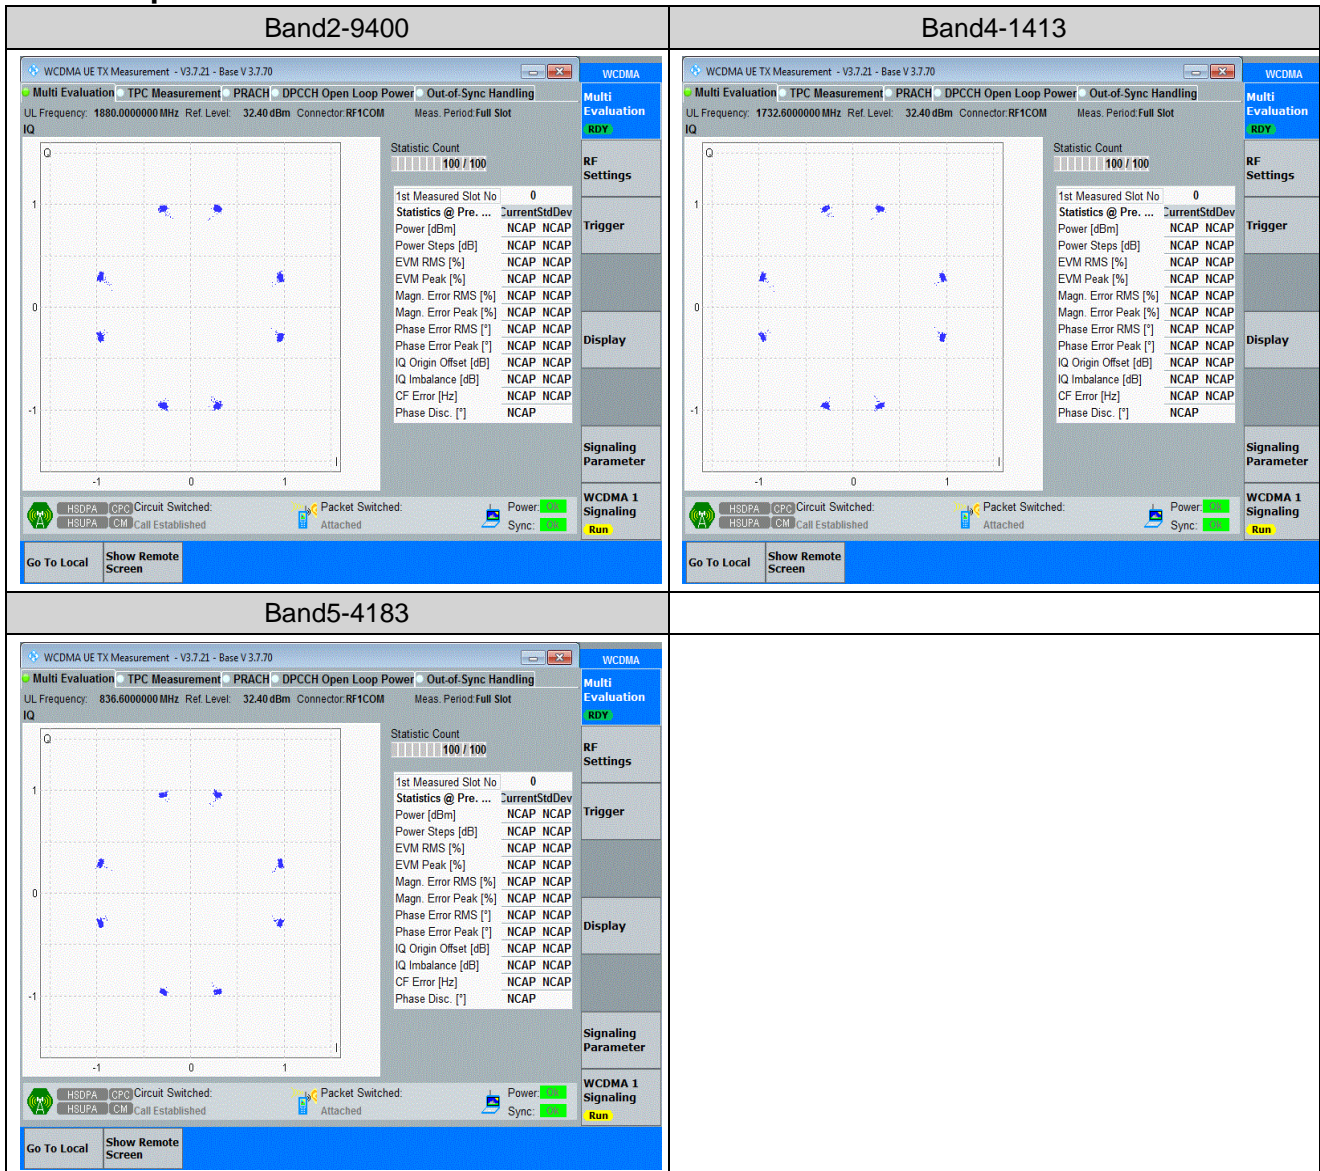 Band2-9400
Band4-1413
WCDMA UE TX Measurement - V3.7.21 - Base V 3.7.70
WCDMA
Multi Evaluation TPC Measurement PRACH DPCCH Open Loop Power Out-of-Sync Handling
Multi Evaluation
RDY
UL Frequency: 1880.0000000 MHz Ref. Level: 32.40 dBm Connector: RF1COM Meas. Period: Full Slot
IQ
Q
1
0
-1
-1 0 1
I
Statistic Count
100 / 100
1st Measured Slot No 0
Statistics @ Pre. ... Current StdDev
Power [dBm] NCAP NCAP
Power Steps [dB] NCAP NCAP
EVM RMS [%] NCAP NCAP
EVM Peak [%] NCAP NCAP
Magn. Error RMS [%] NCAP NCAP
Magn. Error Peak [%] NCAP NCAP
Phase Error RMS [°] NCAP NCAP
Phase Error Peak [°] NCAP NCAP
IQ Origin Offset [dB] NCAP NCAP
IQ Imbalance [dB] NCAP NCAP
CF Error [Hz] NCAP NCAP
Phase Disc. [°] NCAP
RF Settings
Trigger
Display
Signaling Parameter
WCDMA 1 Signaling
Run
HSDPA CPC Circuit Switched: Packet Switched: Power: Ok
HSUPA CM Call Established Attached Sync: Ok
Go To Local Show Remote Screen
WCDMA UE TX Measurement - V3.7.21 - Base V 3.7.70
WCDMA
Multi Evaluation TPC Measurement PRACH DPCCH Open Loop Power Out-of-Sync Handling
Multi Evaluation
RDY
UL Frequency: 1732.6000000 MHz Ref. Level: 32.40 dBm Connector: RF1COM Meas. Period: Full Slot
IQ
Q
1
0
-1
-1 0 1
I
Statistic Count
100 / 100
1st Measured Slot No 0
Statistics @ Pre. ... Current StdDev
Power [dBm] NCAP NCAP
Power Steps [dB] NCAP NCAP
EVM RMS [%] NCAP NCAP
EVM Peak [%] NCAP NCAP
Magn. Error RMS [%] NCAP NCAP
Magn. Error Peak [%] NCAP NCAP
Phase Error RMS [°] NCAP NCAP
Phase Error Peak [°] NCAP NCAP
IQ Origin Offset [dB] NCAP NCAP
IQ Imbalance [dB] NCAP NCAP
CF Error [Hz] NCAP NCAP
Phase Disc. [°] NCAP
RF Settings
Trigger
Display
Signaling Parameter
WCDMA 1 Signaling
Run
HSDPA CPC Circuit Switched: Packet Switched: Power: Ok
HSUPA CM Call Established Attached Sync: Ok
Go To Local Show Remote Screen
Band5-4183
WCDMA UE TX Measurement - V3.7.21 - Base V 3.7.70
WCDMA
Multi Evaluation TPC Measurement PRACH DPCCH Open Loop Power Out-of-Sync Handling
Multi Evaluation
RDY
UL Frequency: 836.6000000 MHz Ref. Level: 32.40 dBm Connector: RF1COM Meas. Period: Full Slot
IQ
Q
1
0
-1
-1 0 1
I
Statistic Count
100 / 100
1st Measured Slot No 0
Statistics @ Pre. ... Current StdDev
Power [dBm] NCAP NCAP
Power Steps [dB] NCAP NCAP
EVM RMS [%] NCAP NCAP
EVM Peak [%] NCAP NCAP
Magn. Error RMS [%] NCAP NCAP
Magn. Error Peak [%] NCAP NCAP
Phase Error RMS [°] NCAP NCAP
Phase Error Peak [°] NCAP NCAP
IQ Origin Offset [dB] NCAP NCAP
IQ Imbalance [dB] NCAP NCAP
CF Error [Hz] NCAP NCAP
Phase Disc. [°] NCAP
RF Settings
Trigger
Display
Signaling Parameter
WCDMA 1 Signaling
Run
HSDPA CPC Circuit Switched: Packet Switched: Power: Ok
HSUPA CM Call Established Attached Sync: Ok
Go To Local Show Remote Screen